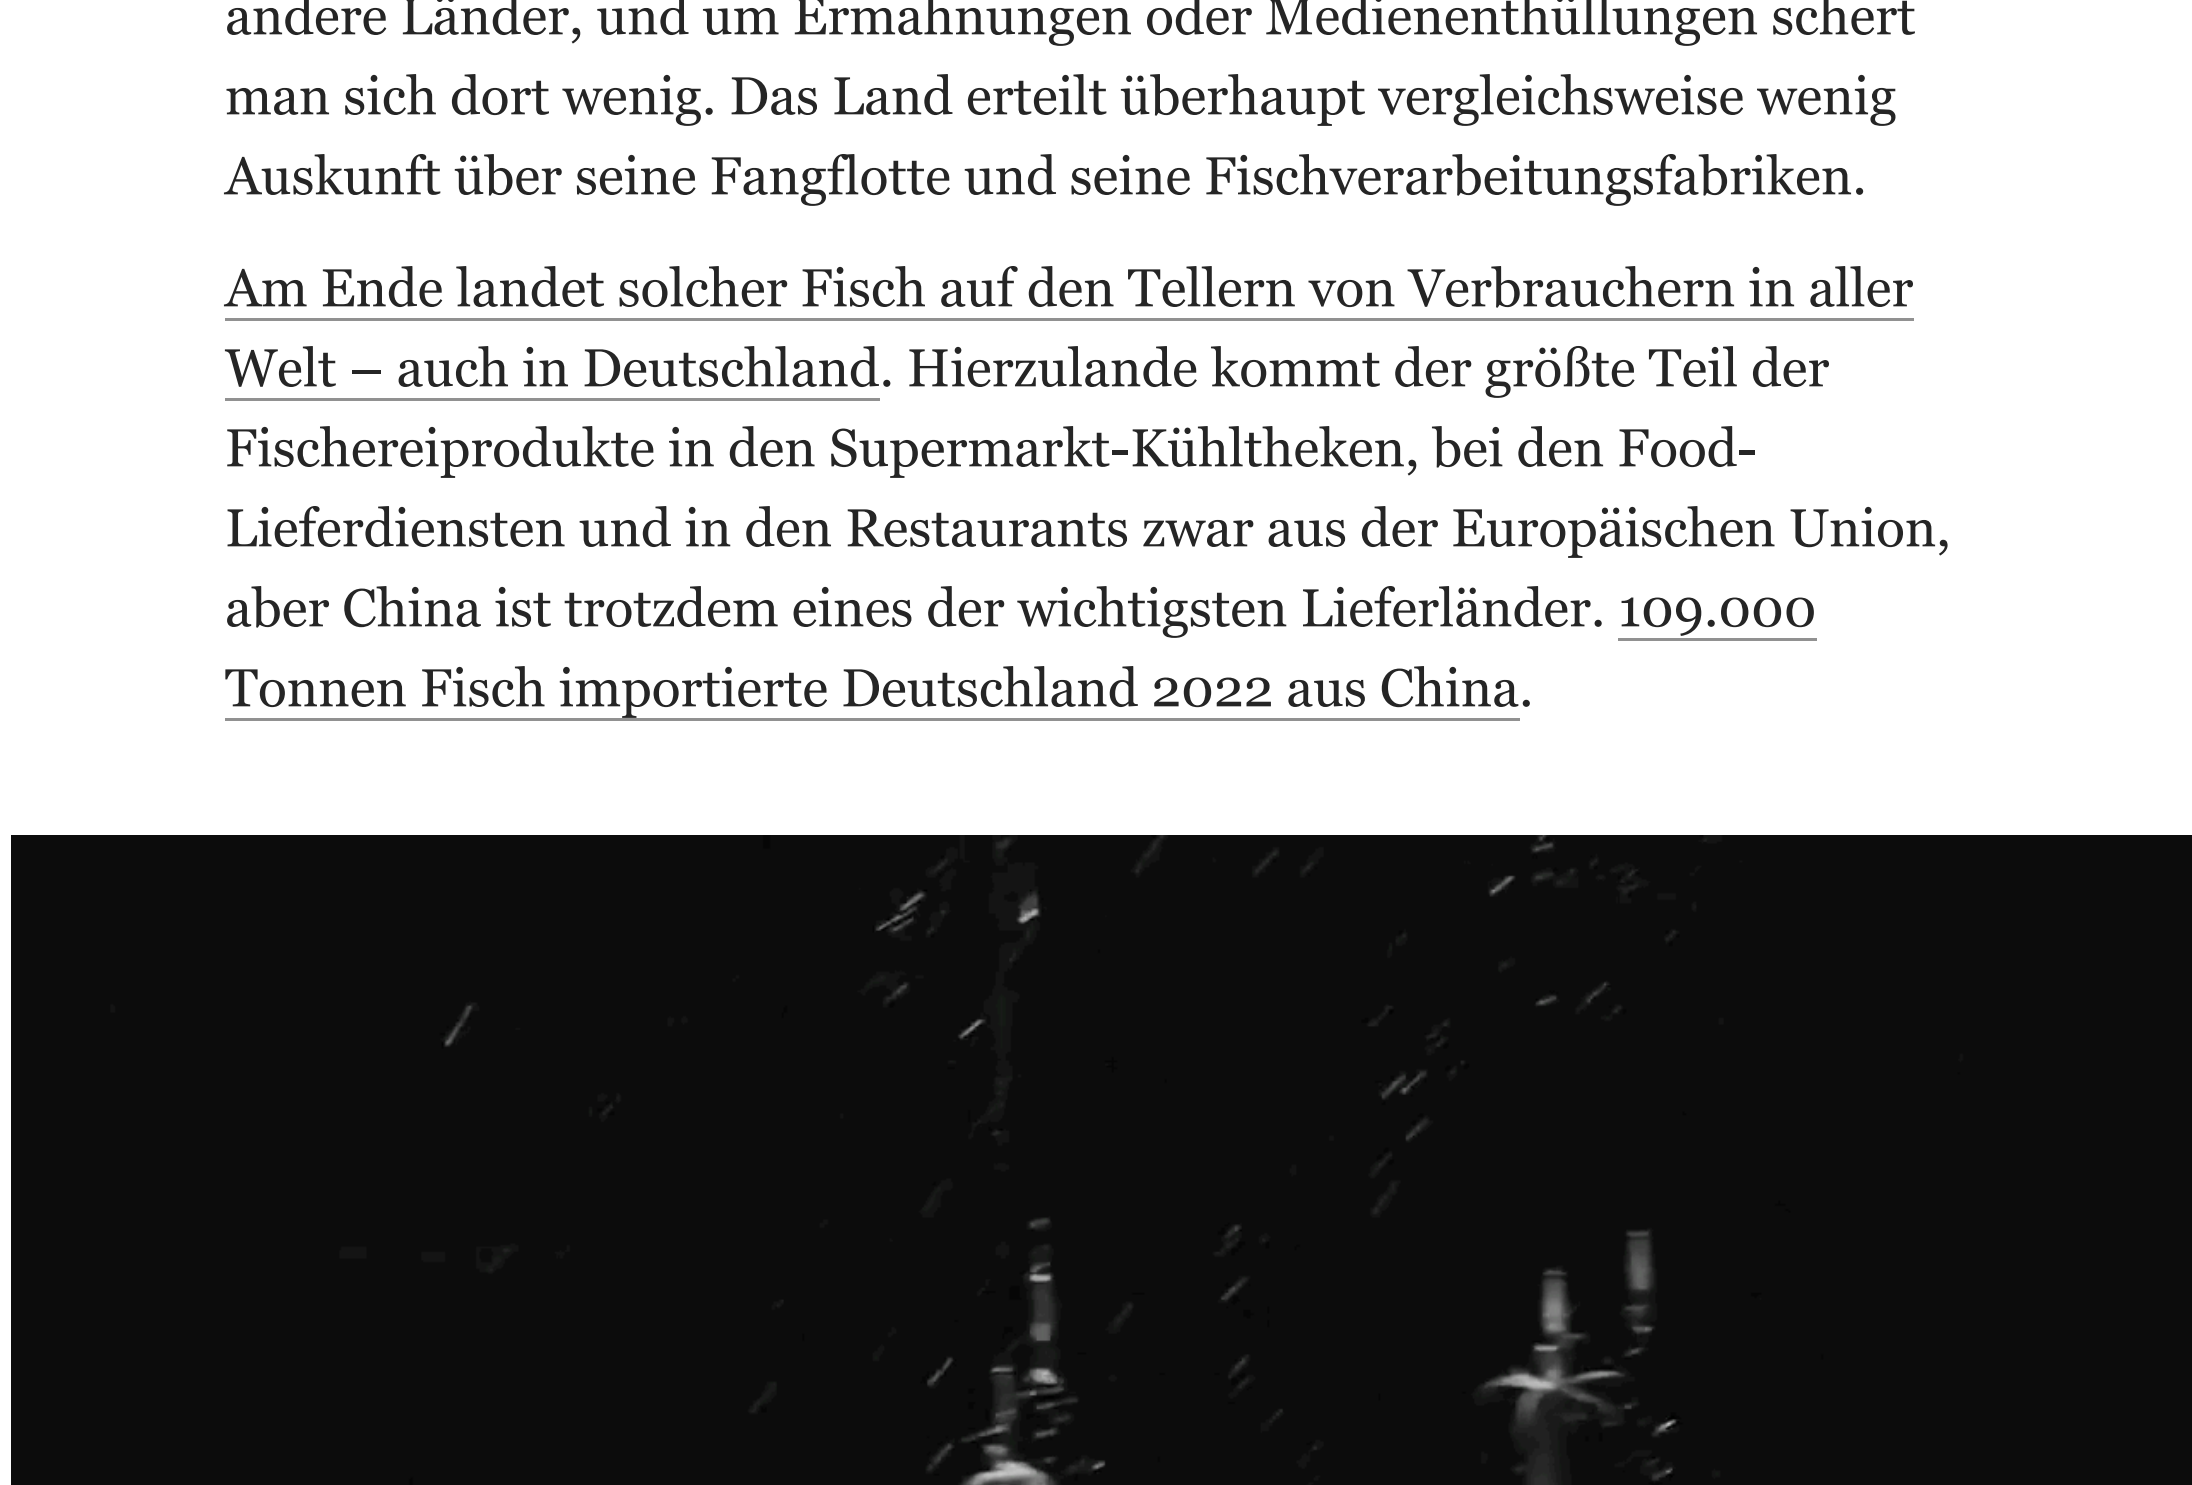 andere Länder, und um Ermahnungen oder Medienenthüllungen schert
man sich dort wenig. Das Land erteilt überhaupt vergleichsweise wenig
Auskunft über seine Fangflotte und seine Fischverarbeitungsfabriken.
Am Ende landet solcher Fisch auf den Tellern von Verbrauchern in aller
Welt – auch in Deutschland. Hierzulande kommt der größte Teil der
Fischereiprodukte in den Supermarkt-Kühltheken, bei den Food-
Lieferdiensten und in den Restaurants zwar aus der Europäischen Union,
aber China ist trotzdem eines der wichtigsten Lieferländer. 109.000
Tonnen Fisch importierte Deutschland 2022 aus China.